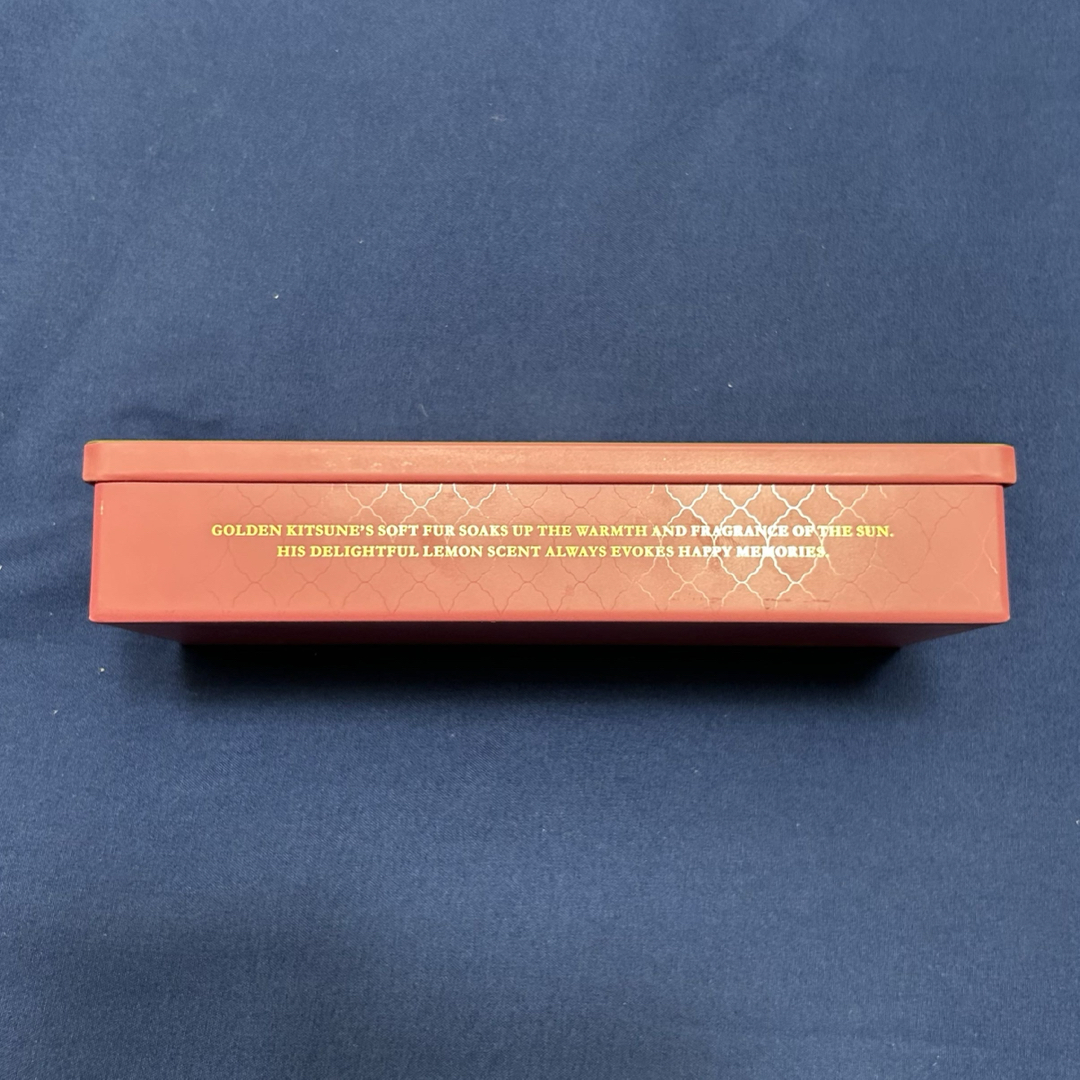 GOLDEN KITSUNE'S SOFT FUR SOAKS UP THE WARMTH AND FRAGRANCE OF THE SUN.
HIS DELIGHTFUL LEMON SCENT ALWAYS EVOKES HAPPY MEMORIES.